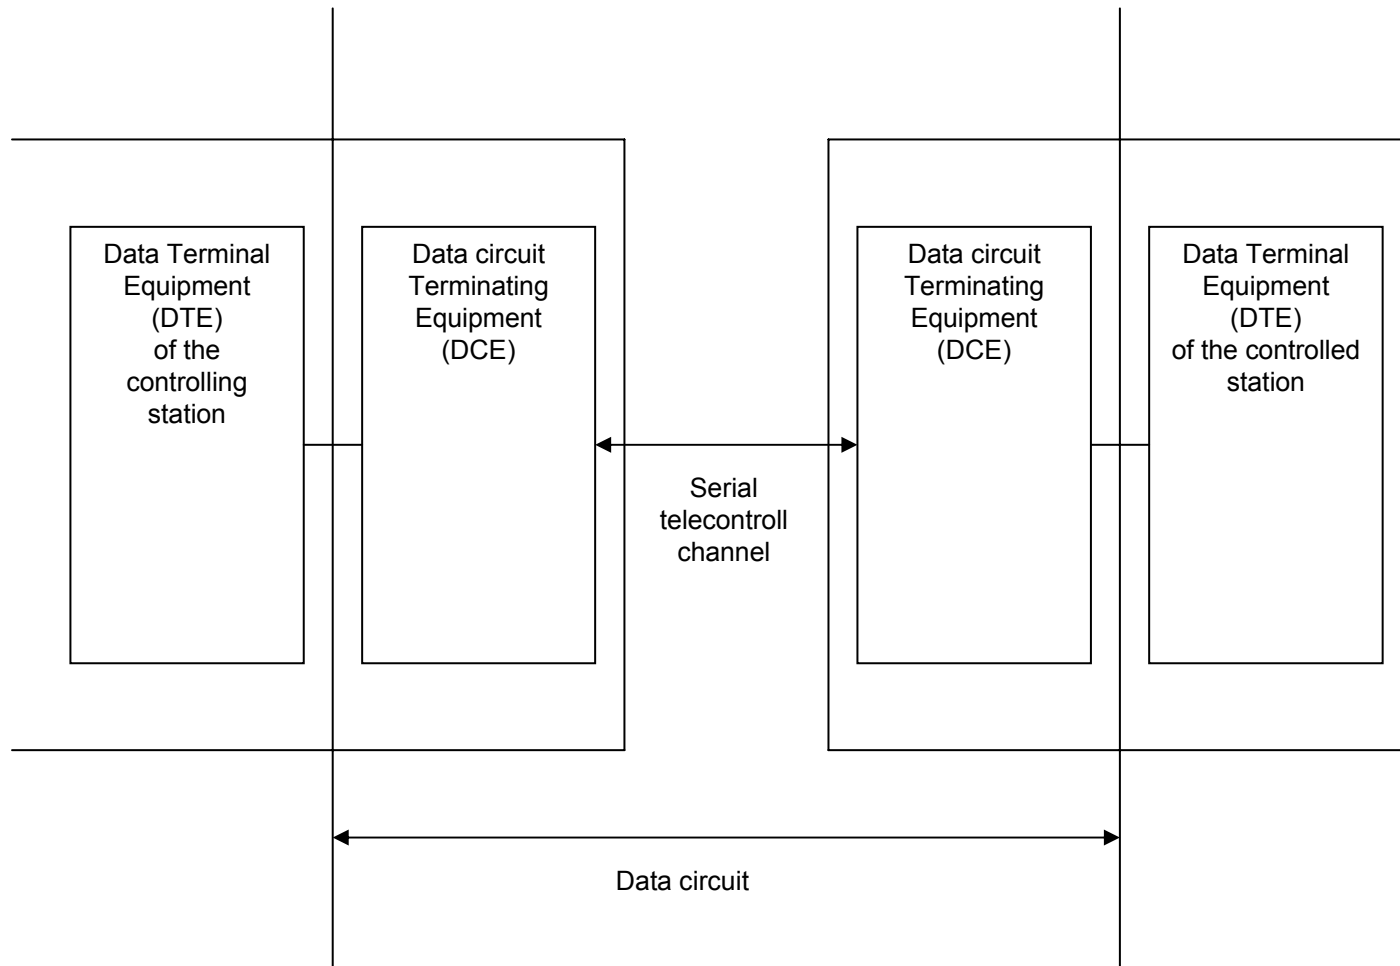 Data Terminal
Equipment
(DTE)
of the
controlling
station
Data circuit
Terminating
Equipment
(DCE)
Data circuit
Terminating
Equipment
(DCE)
Data Terminal
Equipment
(DTE)
of the controlled
station
Serial
telecontroll
channel
Data circuit